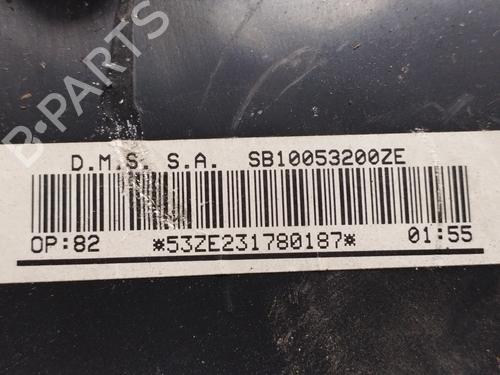 B-PARTS
D.M.S. S.A. SB10053200ZE
OP:82 *53ZE231780187* 01:55